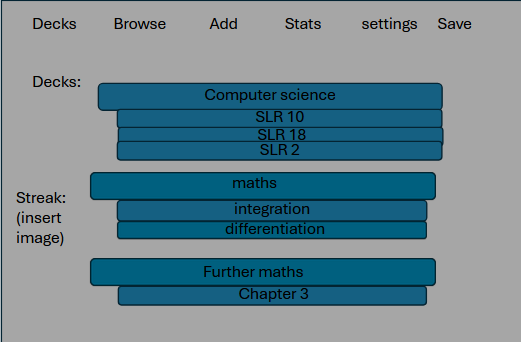 Decks Browse Add Stats settings Save
Decks:
Computer science
SLR 10
SLR 18
SLR 2
maths
integration
differentiation
Streak:
(insert
image)
Further maths
Chapter 3